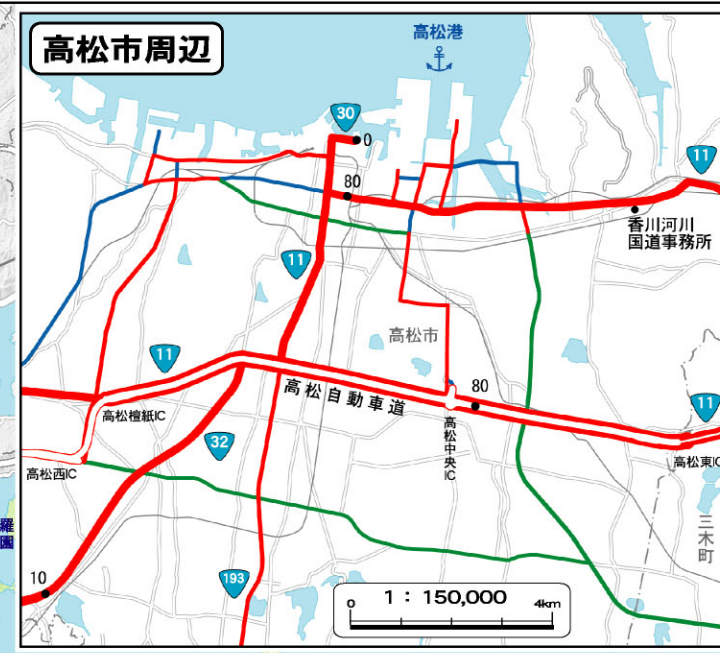 高松市周辺
高松港
30
0
11
80
香川河川
国道事務所
11
高松市
11
80
11
高松自動車道
高松檀紙IC
高松中央IC
32
高松西IC
高松東IC
三木町
羅
園
10
193
1 : 150,000
0
4km